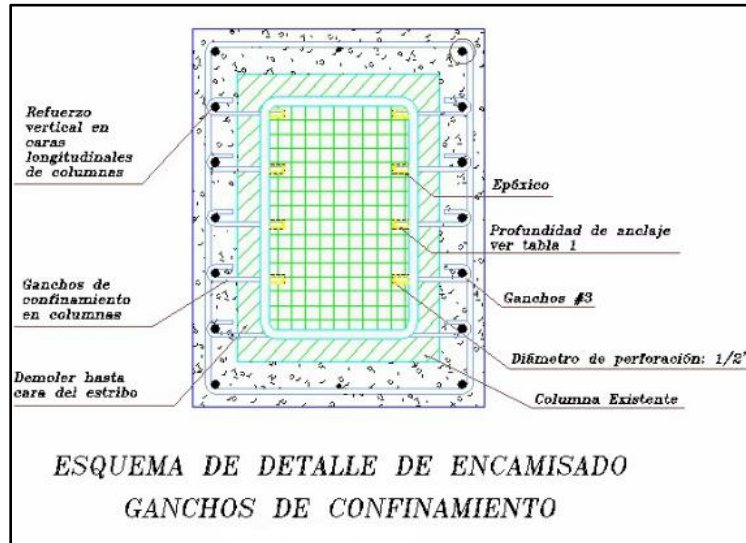 Refuerzo
vertical en
caras
longitudinales
de columnas
Ganchos de
confinamiento
en columnas
Demoler hasta
cara del estribo
Epóxico
Profundidad de anclaje
ver tabla 1
Ganchos #3
Diámetro de perforación: 1/2"
Columna Existente
ESQUEMA DE DETALLE DE ENCAMISADO
GANCHOS DE CONFINAMIENTO